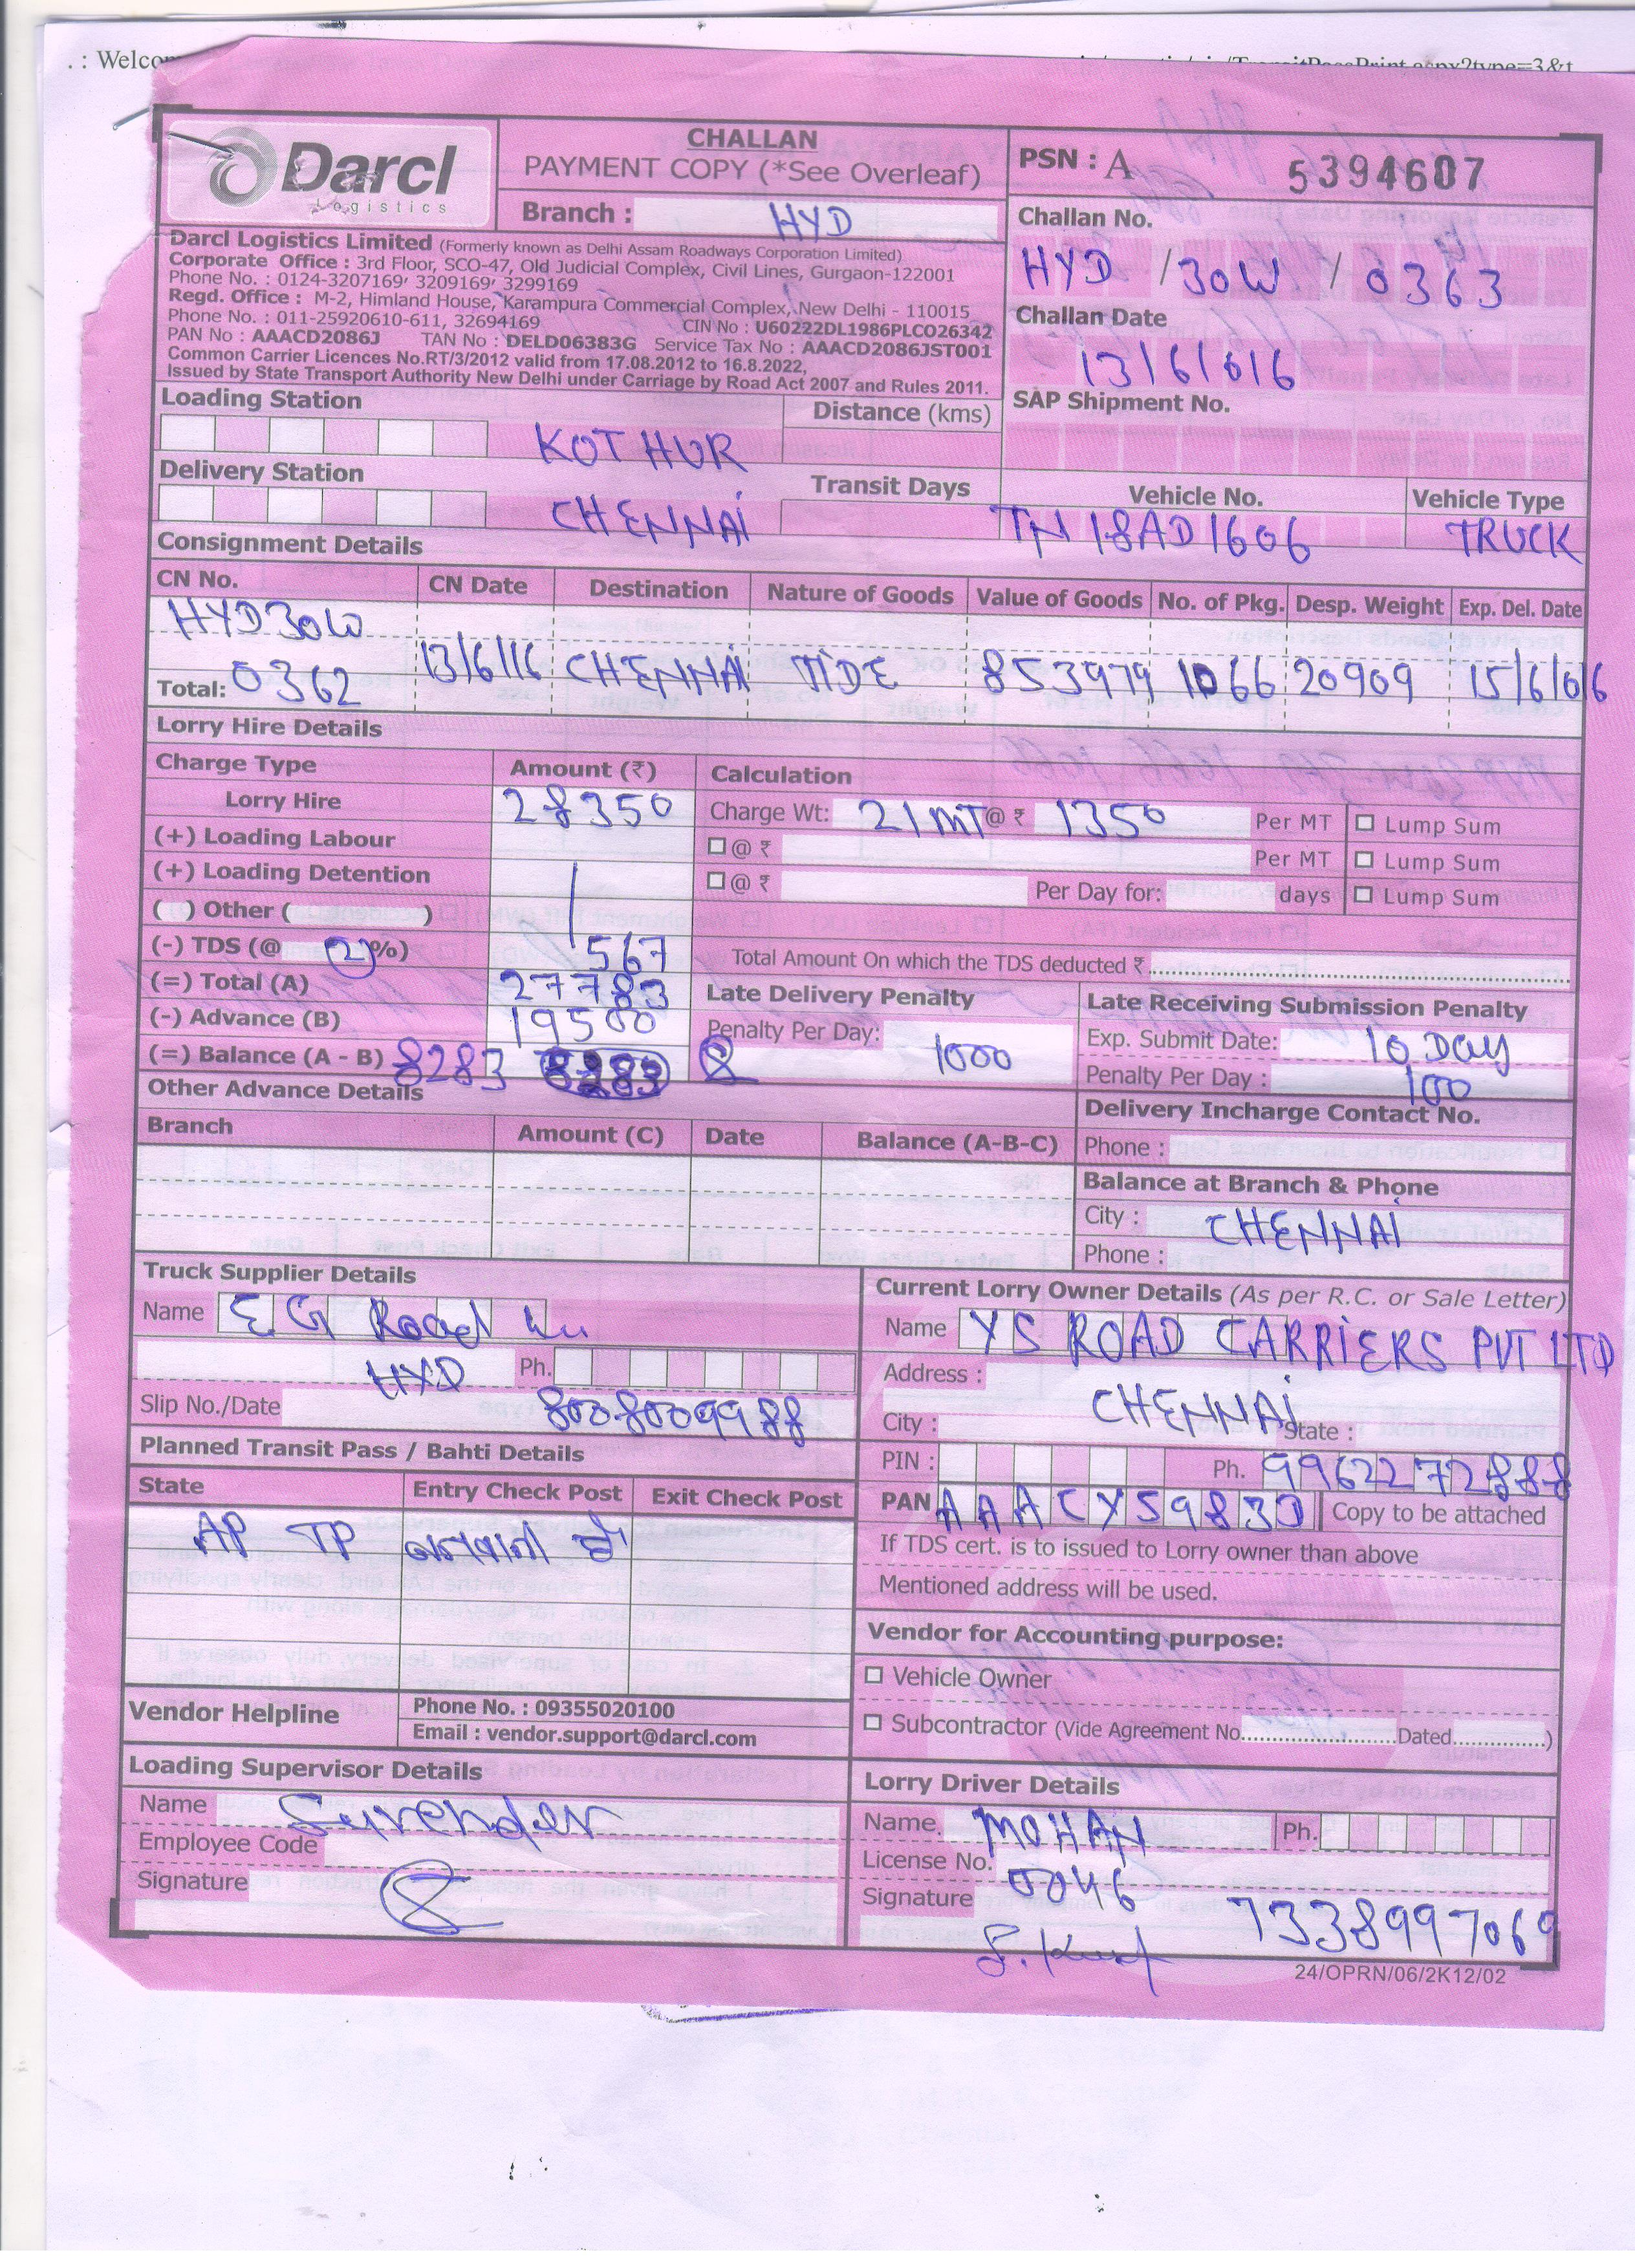 . : Welcom
TransitPassPrint.aspx?type=3&t
Darcl
Logistics
CHALLAN
PAYMENT COPY (*See Overleaf)
Branch : HYD
PSN : A 5394607
Challan No.
HYD / 30W / 0363
Darcl Logistics Limited (Formerly known as Delhi Assam Roadways Corporation Limited)
Corporate Office : 3rd Floor, SCO-47, Old Judicial Complex, Civil Lines, Gurgaon-122001
Phone No. : 0124-3207169, 3209169, 3299169
Regd. Office : M-2, Himland House, Karampura Commercial Complex, New Delhi - 110015
Phone No. : 011-25920610-611, 32694169 CIN No : U60222DL1986PLCO26342
PAN No : AAACD2086J TAN No : DELD06383G Service Tax No : AAACD2086JST001
Common Carrier Licences No.RT/3/2012 valid from 17.08.2012 to 16.8.2022,
Issued by State Transport Authority New Delhi under Carriage by Road Act 2007 and Rules 2011.
Challan Date
13/6/016
SAP Shipment No.
Loading Station KOTHUR Distance (kms)
Delivery Station CHENNAI Transit Days
Vehicle No. Vehicle Type
TN18AD1606 TRUCK
Consignment Details
CN No. CN Date Destination Nature of Goods Value of Goods No. of Pkg. Desp. Weight Exp. Del. Date
HYD30W
Total: 0362 13/6/16 CHENNAI 853979 1066 20909 15/6/016
Lorry Hire Details
Charge Type Amount (₹) Calculation
Lorry Hire 28350 Charge Wt: 21MT @ ₹ 1350 Per MT Lump Sum
(+) Loading Labour @ ₹ Per MT Lump Sum
(+) Loading Detention @ ₹ Per Day for: days Lump Sum
( ) Other ( )
(-) TDS (@ 2%) 567 Total Amount On which the TDS deducted ₹
(=) Total (A) 27783 Late Delivery Penalty Late Receiving Submission Penalty
(-) Advance (B) 19500 Penalty Per Day: 1000 Exp. Submit Date: 10 Day
(=) Balance (A - B) 8283 8283 Penalty Per Day : 100
Other Advance Details Delivery Incharge Contact No.
Branch Amount (C) Date Balance (A-B-C) Phone :
Balance at Branch & Phone
City : CHENNAI
Phone :
Truck Supplier Details
Name E G Road
HYD Ph.
Slip No./Date 8008009988
Current Lorry Owner Details (As per R.C. or Sale Letter)
Name YS ROAD CARRIERS PVT LTD
Address :
City : CHENNAI State :
PIN : Ph. 9962272888
PAN AAACY5983D Copy to be attached
If TDS cert. is to issued to Lorry owner than above
Mentioned address will be used.
Planned Transit Pass / Bahti Details
State Entry Check Post Exit Check Post
AP TP बनवाना है
Vendor for Accounting purpose:
Vehicle Owner
Subcontractor (Vide Agreement No. Dated )
Vendor Helpline Phone No. : 09355020100
Email : vendor.support@darcl.com
Loading Supervisor Details
Name Surender
Employee Code
Signature
Lorry Driver Details
Name. MOHAN Ph.
License No. 0046
Signature 7338997069
24/OPRN/06/2K12/02